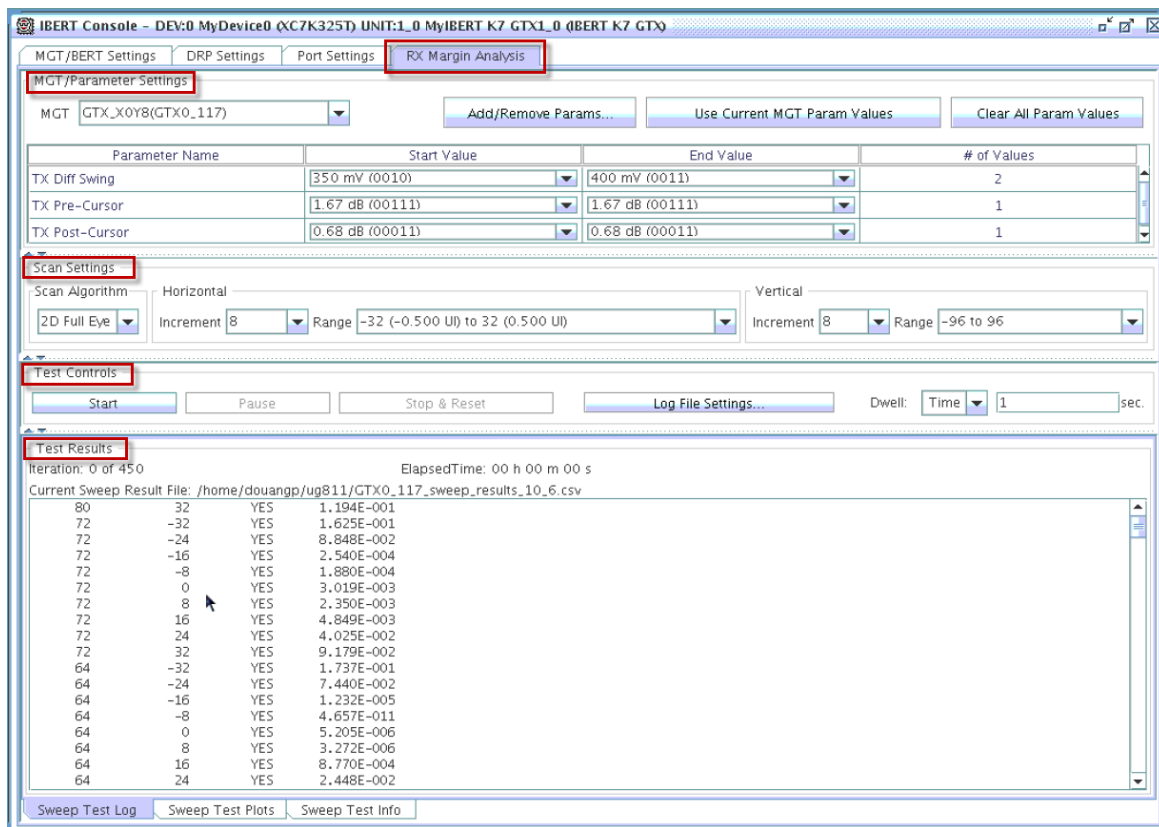 IBERT Console - DEV:0 MyDevice0 (XC7K325T) UNIT:1_0 MyIBERT K7 GTX1_0 (IBERT K7 GTX)
MGT/BERT Settings DRP Settings Port Settings RX Margin Analysis
MGT/Parameter Settings
MGT GTX_X0Y8(GTX0_117) Add/Remove Params... Use Current MGT Param Values Clear All Param Values
Parameter Name Start Value End Value # of Values
TX Diff Swing 350 mV (0010) 400 mV (0011) 2
TX Pre-Cursor 1.67 dB (00111) 1.67 dB (00111) 1
TX Post-Cursor 0.68 dB (00011) 0.68 dB (00011) 1
Scan Settings
Scan Algorithm Horizontal Vertical
2D Full Eye Increment 8 Range -32 (-0.500 UI) to 32 (0.500 UI) Increment 8 Range -96 to 96
Test Controls
Start Pause Stop & Reset Log File Settings... Dwell: Time 1 sec.
Test Results
Iteration: 0 of 450 ElapsedTime: 00 h 00 m 00 s
Current Sweep Result File: /home/douangp/ug811/GTX0_117_sweep_results_10_6.csv
80 32 YES 1.194E-001
72 -32 YES 1.625E-001
72 -24 YES 8.848E-002
72 -16 YES 2.540E-004
72 -8 YES 1.880E-004
72 0 YES 3.019E-003
72 8 YES 2.350E-003
72 16 YES 4.849E-003
72 24 YES 4.025E-002
72 32 YES 9.179E-002
64 -32 YES 1.737E-001
64 -24 YES 7.440E-002
64 -16 YES 1.232E-005
64 -8 YES 4.657E-011
64 0 YES 5.205E-006
64 8 YES 3.272E-006
64 16 YES 8.770E-004
64 24 YES 2.448E-002
Sweep Test Log Sweep Test Plots Sweep Test Info